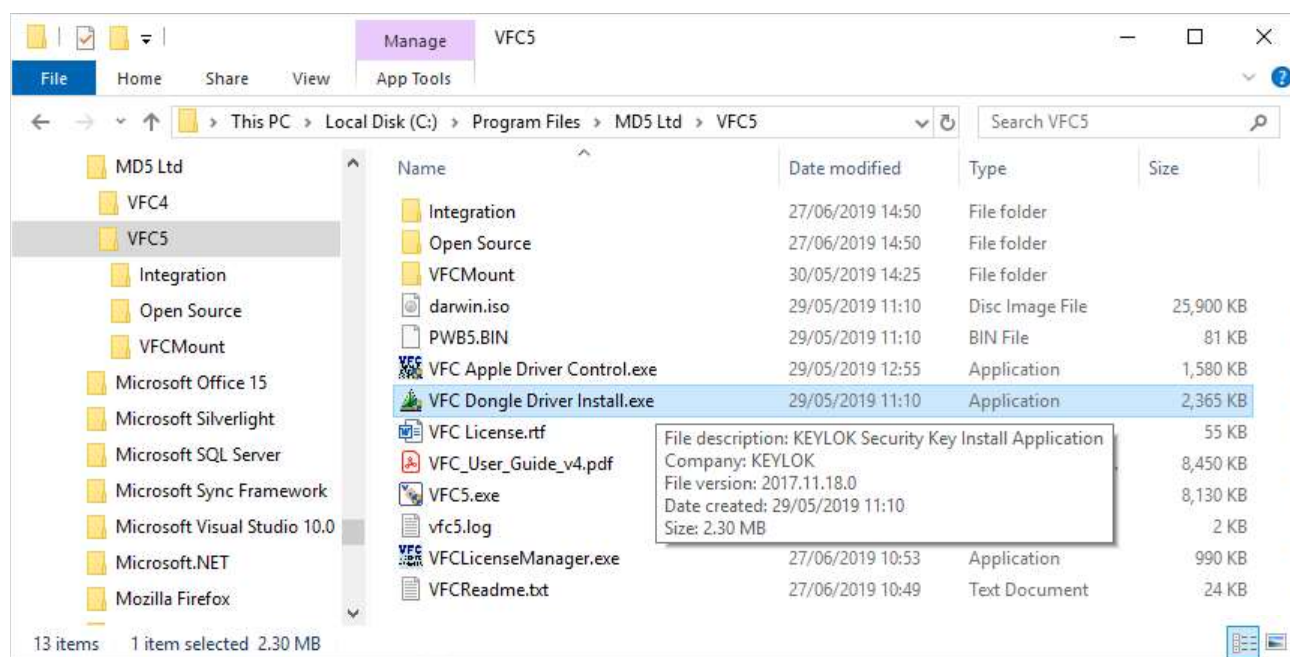 Manage VFC5
File Home Share View App Tools
This PC > Local Disk (C:) > Program Files > MD5 Ltd > VFC5 Search VFC5
MD5 Ltd
VFC4
VFC5
Integration
Open Source
VFCMount
Microsoft Office 15
Microsoft Silverlight
Microsoft SQL Server
Microsoft Sync Framework
Microsoft Visual Studio 10.0
Microsoft.NET
Mozilla Firefox
Name Date modified Type Size
Integration 27/06/2019 14:50 File folder
Open Source 27/06/2019 14:50 File folder
VFCMount 30/05/2019 14:25 File folder
darwin.iso 29/05/2019 11:10 Disc Image File 25,900 KB
PWB5.BIN 29/05/2019 11:10 BIN File 81 KB
VFC Apple Driver Control.exe 29/05/2019 12:55 Application 1,580 KB
VFC Dongle Driver Install.exe 29/05/2019 11:10 Application 2,365 KB
VFC License.rtf 55 KB
VFC_User_Guide_v4.pdf 8,450 KB
VFC5.exe 8,130 KB
vfc5.log 2 KB
VFCLicenseManager.exe 27/06/2019 10:53 Application 990 KB
VFCReadme.txt 27/06/2019 10:49 Text Document 24 KB
File description: KEYLOK Security Key Install Application
Company: KEYLOK
File version: 2017.11.18.0
Date created: 29/05/2019 11:10
Size: 2.30 MB
13 items 1 item selected 2.30 MB